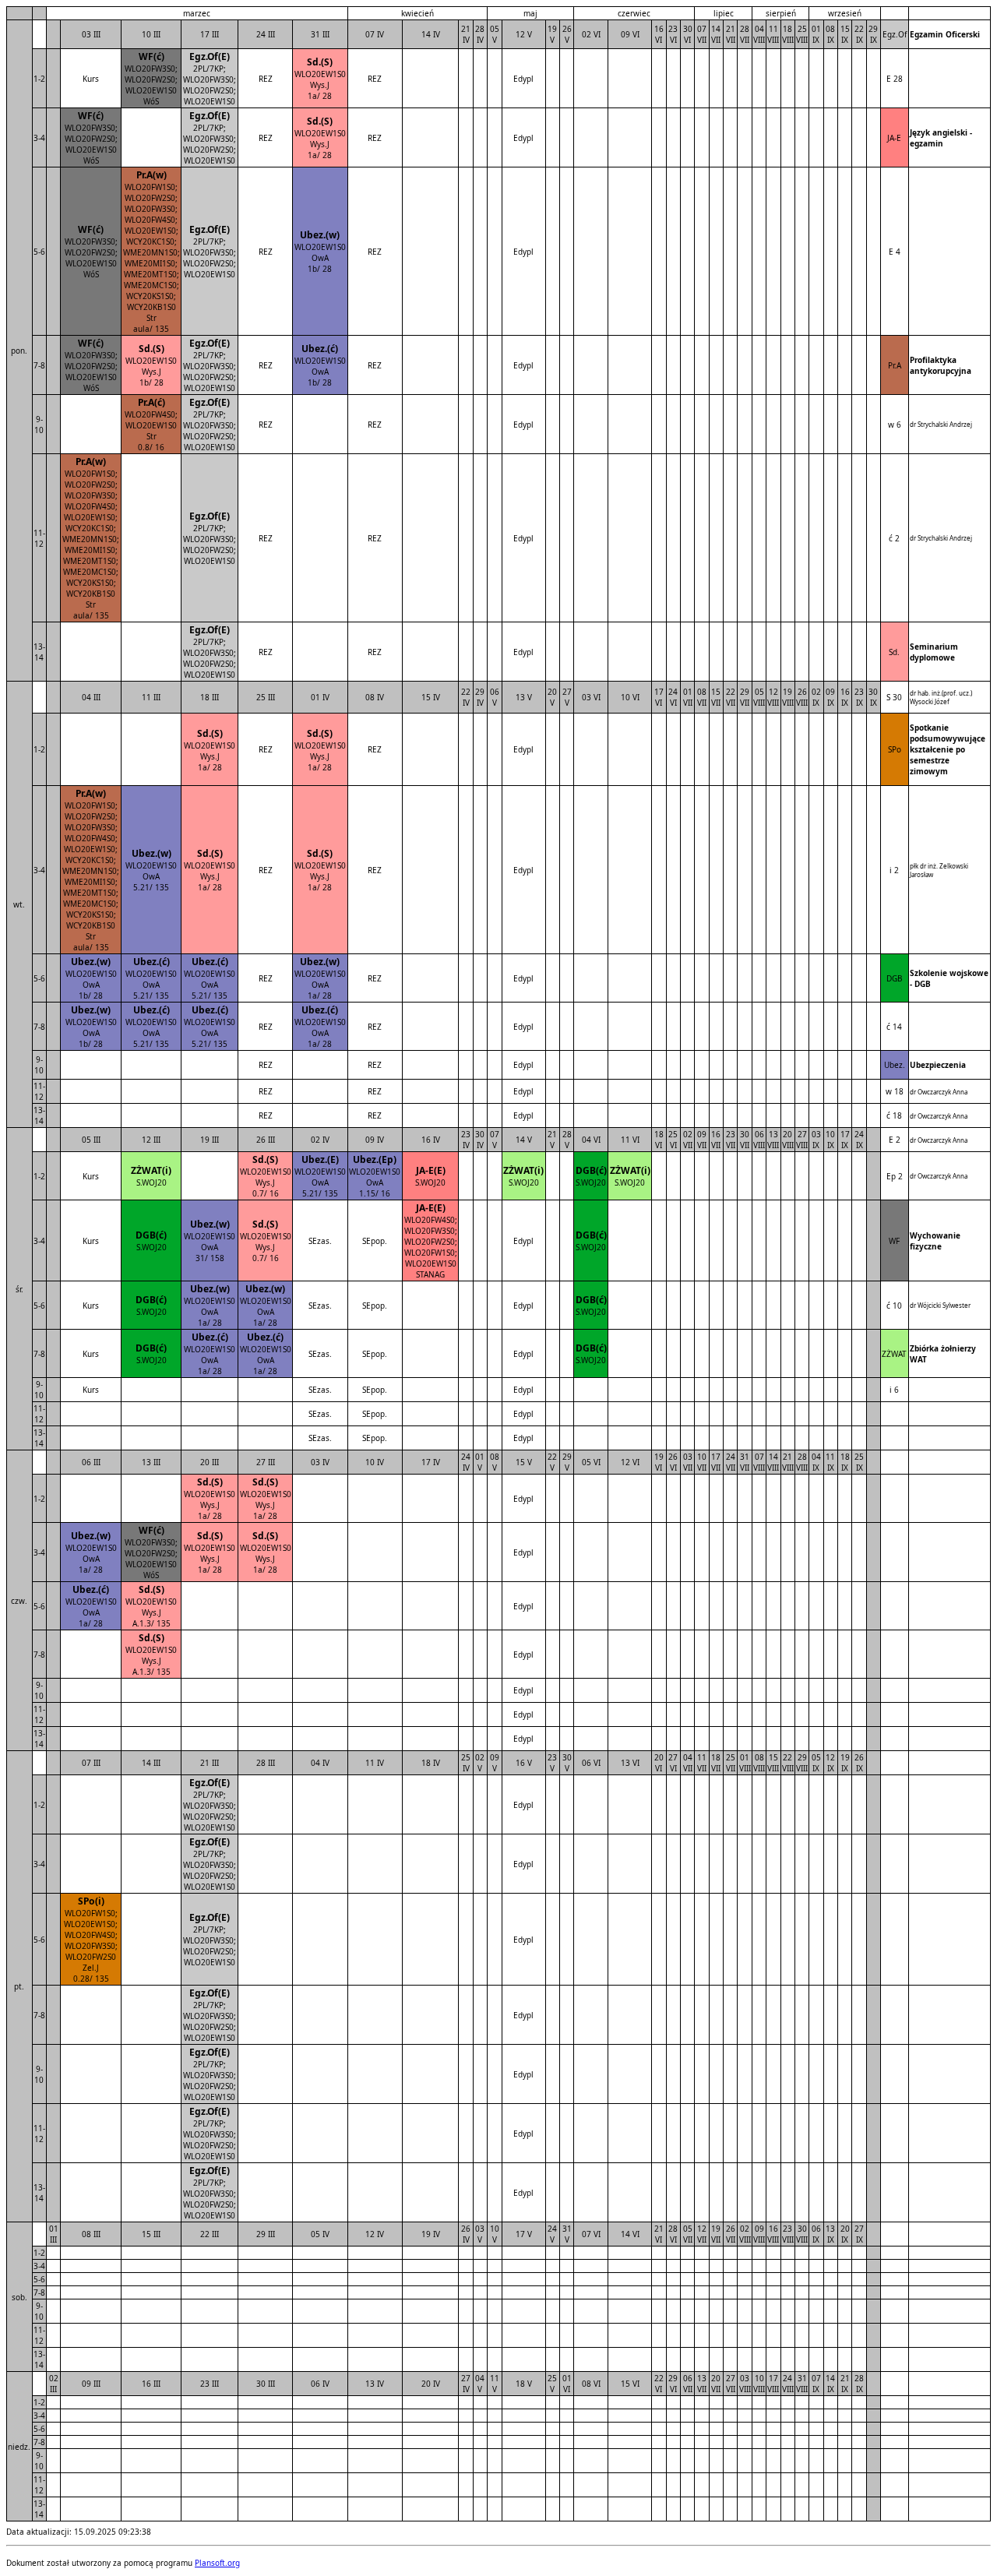 marzec kwiecień maj czerwiec lipiec sierpień wrzesień
03 III 10 III 17 III 24 III 31 III 07 IV 14 IV 21 IV 28 IV 05 V 12 V 19 V 26 V 02 VI 09 VI 16 VI 23 VI 30 VI 07 VII 14 VII 21 VII 28 VII 04 VIII 11 VIII 18 VIII 25 VIII 01 IX 08 IX 15 IX 22 IX 29 IX Egz.Of Egzamin Oficerski
pon.
1-2 Kurs WF(ć) WLO20FW3S0; WLO20FW2S0; WLO20EW1S0 WóS Egz.Of(E) 2PL/7KP; WLO20FW3S0; WLO20FW2S0; WLO20EW1S0 REZ Sd.(S) WLO20EW1S0 Wys.J 1a/ 28 REZ Edypl E 28
3-4 WF(ć) WLO20FW3S0; WLO20FW2S0; WLO20EW1S0 WóS Egz.Of(E) 2PL/7KP; WLO20FW3S0; WLO20FW2S0; WLO20EW1S0 REZ Sd.(S) WLO20EW1S0 Wys.J 1a/ 28 REZ Edypl JA-E Język angielski - egzamin
5-6 WF(ć) WLO20FW3S0; WLO20FW2S0; WLO20EW1S0 WóS Pr.A(w) WLO20FW1S0; WLO20FW2S0; WLO20FW3S0; WLO20FW4S0; WLO20EW1S0; WCY20KC1S0; WME20MN1S0; WME20MI1S0; WME20MT1S0; WME20MC1S0; WCY20KS1S0; WCY20KB1S0 Str aula/ 135 Egz.Of(E) 2PL/7KP; WLO20FW3S0; WLO20FW2S0; WLO20EW1S0 REZ Ubez.(w) WLO20EW1S0 OwA 1b/ 28 REZ Edypl E 4
7-8 WF(ć) WLO20FW3S0; WLO20FW2S0; WLO20EW1S0 WóS Sd.(S) WLO20EW1S0 Wys.J 1b/ 28 Egz.Of(E) 2PL/7KP; WLO20FW3S0; WLO20FW2S0; WLO20EW1S0 REZ Ubez.(ć) WLO20EW1S0 OwA 1b/ 28 REZ Edypl Pr.A Profilaktyka antykorupcyjna
9-10 Pr.A(ć) WLO20FW4S0; WLO20EW1S0 Str 0.8/ 16 Egz.Of(E) 2PL/7KP; WLO20FW3S0; WLO20FW2S0; WLO20EW1S0 REZ REZ Edypl w 6 dr Strychalski Andrzej
11-12 Pr.A(w) WLO20FW1S0; WLO20FW2S0; WLO20FW3S0; WLO20FW4S0; WLO20EW1S0; WCY20KC1S0; WME20MN1S0; WME20MI1S0; WME20MT1S0; WME20MC1S0; WCY20KS1S0; WCY20KB1S0 Str aula/ 135 Egz.Of(E) 2PL/7KP; WLO20FW3S0; WLO20FW2S0; WLO20EW1S0 REZ REZ Edypl ć 2 dr Strychalski Andrzej
13-14 Egz.Of(E) 2PL/7KP; WLO20FW3S0; WLO20FW2S0; WLO20EW1S0 REZ REZ Edypl Sd. Seminarium dyplomowe
wt.
04 III 11 III 18 III 25 III 01 IV 08 IV 15 IV 22 IV 29 IV 06 V 13 V 20 V 27 V 03 VI 10 VI 17 VI 24 VI 01 VII 08 VII 15 VII 22 VII 29 VII 05 VIII 12 VIII 19 VIII 26 VIII 02 IX 09 IX 16 IX 23 IX 30 IX S 30 dr hab. inż.(prof. ucz.) Wysocki Józef
1-2 Sd.(S) WLO20EW1S0 Wys.J 1a/ 28 REZ Sd.(S) WLO20EW1S0 Wys.J 1a/ 28 REZ Edypl SPo Spotkanie podsumowywujące kształcenie po semestrze zimowym
3-4 Pr.A(w) WLO20FW1S0; WLO20FW2S0; WLO20FW3S0; WLO20FW4S0; WLO20EW1S0; WCY20KC1S0; WME20MN1S0; WME20MI1S0; WME20MT1S0; WME20MC1S0; WCY20KS1S0; WCY20KB1S0 Str aula/ 135 Ubez.(w) WLO20EW1S0 OwA 5.21/ 135 Sd.(S) WLO20EW1S0 Wys.J 1a/ 28 REZ Sd.(S) WLO20EW1S0 Wys.J 1a/ 28 REZ Edypl i 2 płk dr inż. Zelkowski Jarosław
5-6 Ubez.(w) WLO20EW1S0 OwA 1b/ 28 Ubez.(ć) WLO20EW1S0 OwA 5.21/ 135 Ubez.(ć) WLO20EW1S0 OwA 5.21/ 135 REZ Ubez.(w) WLO20EW1S0 OwA 1a/ 28 REZ Edypl DGB Szkolenie wojskowe - DGB
7-8 Ubez.(w) WLO20EW1S0 OwA 1b/ 28 Ubez.(ć) WLO20EW1S0 OwA 5.21/ 135 Ubez.(ć) WLO20EW1S0 OwA 5.21/ 135 REZ Ubez.(ć) WLO20EW1S0 OwA 1a/ 28 REZ Edypl ć 14
9-10 REZ REZ Edypl Ubez. Ubezpieczenia
11-12 REZ REZ Edypl w 18 dr Owczarczyk Anna
13-14 REZ REZ Edypl ć 18 dr Owczarczyk Anna
śr.
05 III 12 III 19 III 26 III 02 IV 09 IV 16 IV 23 IV 30 IV 07 V 14 V 21 V 28 V 04 VI 11 VI 18 VI 25 VI 02 VII 09 VII 16 VII 23 VII 30 VII 06 VIII 13 VIII 20 VIII 27 VIII 03 IX 10 IX 17 IX 24 IX E 2 dr Owczarczyk Anna
1-2 Kurs ZŻWAT(i) S.WOJ20 Sd.(S) WLO20EW1S0 Wys.J 0.7/ 16 Ubez.(E) WLO20EW1S0 OwA 5.21/ 135 Ubez.(Ep) WLO20EW1S0 OwA 1.15/ 16 JA-E(E) S.WOJ20 ZŻWAT(i) S.WOJ20 DGB(ć) S.WOJ20 ZŻWAT(i) S.WOJ20 Ep 2 dr Owczarczyk Anna
3-4 Kurs DGB(ć) S.WOJ20 Ubez.(w) WLO20EW1S0 OwA 31/ 158 Sd.(S) WLO20EW1S0 Wys.J 0.7/ 16 SEzas. SEpop. JA-E(E) WLO20FW4S0; WLO20FW3S0; WLO20FW2S0; WLO20FW1S0; WLO20EW1S0 STANAG Edypl DGB(ć) S.WOJ20 WF Wychowanie fizyczne
5-6 Kurs DGB(ć) S.WOJ20 Ubez.(w) WLO20EW1S0 OwA 1a/ 28 Ubez.(w) WLO20EW1S0 OwA 1a/ 28 SEzas. SEpop. Edypl DGB(ć) S.WOJ20 ć 10 dr Wójcicki Sylwester
7-8 Kurs DGB(ć) S.WOJ20 Ubez.(ć) WLO20EW1S0 OwA 1a/ 28 Ubez.(ć) WLO20EW1S0 OwA 1a/ 28 SEzas. SEpop. Edypl DGB(ć) S.WOJ20 ZŻWAT Zbiórka żołnierzy WAT
9-10 Kurs SEzas. SEpop. Edypl i 6
11-12 SEzas. SEpop. Edypl
13-14 SEzas. SEpop. Edypl
czw.
06 III 13 III 20 III 27 III 03 IV 10 IV 17 IV 24 IV 01 V 08 V 15 V 22 V 29 V 05 VI 12 VI 19 VI 26 VI 03 VII 10 VII 17 VII 24 VII 31 VII 07 VIII 14 VIII 21 VIII 28 VIII 04 IX 11 IX 18 IX 25 IX
1-2 Sd.(S) WLO20EW1S0 Wys.J 1a/ 28 Sd.(S) WLO20EW1S0 Wys.J 1a/ 28 Edypl
3-4 Ubez.(w) WLO20EW1S0 OwA 1a/ 28 WF(ć) WLO20FW3S0; WLO20FW2S0; WLO20EW1S0 WóS Sd.(S) WLO20EW1S0 Wys.J 1a/ 28 Sd.(S) WLO20EW1S0 Wys.J 1a/ 28 Edypl
5-6 Ubez.(ć) WLO20EW1S0 OwA 1a/ 28 Sd.(S) WLO20EW1S0 Wys.J A.1.3/ 135 Edypl
7-8 Sd.(S) WLO20EW1S0 Wys.J A.1.3/ 135 Edypl
9-10 Edypl
11-12 Edypl
13-14 Edypl
pt.
07 III 14 III 21 III 28 III 04 IV 11 IV 18 IV 25 IV 02 V 09 V 16 V 23 V 30 V 06 VI 13 VI 20 VI 27 VI 04 VII 11 VII 18 VII 25 VII 01 VIII 08 VIII 15 VIII 22 VIII 29 VIII 05 IX 12 IX 19 IX 26 IX
1-2 Egz.Of(E) 2PL/7KP; WLO20FW3S0; WLO20FW2S0; WLO20EW1S0 Edypl
3-4 Egz.Of(E) 2PL/7KP; WLO20FW3S0; WLO20FW2S0; WLO20EW1S0 Edypl
5-6 SPo(i) WLO20FW1S0; WLO20EW1S0; WLO20FW4S0; WLO20FW3S0; WLO20FW2S0 Zel.J 0.28/ 135 Egz.Of(E) 2PL/7KP; WLO20FW3S0; WLO20FW2S0; WLO20EW1S0 Edypl
7-8 Egz.Of(E) 2PL/7KP; WLO20FW3S0; WLO20FW2S0; WLO20EW1S0 Edypl
9-10 Egz.Of(E) 2PL/7KP; WLO20FW3S0; WLO20FW2S0; WLO20EW1S0 Edypl
11-12 Egz.Of(E) 2PL/7KP; WLO20FW3S0; WLO20FW2S0; WLO20EW1S0 Edypl
13-14 Egz.Of(E) 2PL/7KP; WLO20FW3S0; WLO20FW2S0; WLO20EW1S0 Edypl
sob.
01 III 08 III 15 III 22 III 29 III 05 IV 12 IV 19 IV 26 IV 03 V 10 V 17 V 24 V 31 V 07 VI 14 VI 21 VI 28 VI 05 VII 12 VII 19 VII 26 VII 02 VIII 09 VIII 16 VIII 23 VIII 30 VIII 06 IX 13 IX 20 IX 27 IX
1-2
3-4
5-6
7-8
9-10
11-12
13-14
niedz.
02 III 09 III 16 III 23 III 30 III 06 IV 13 IV 20 IV 27 IV 04 V 11 V 18 V 25 V 01 VI 08 VI 15 VI 22 VI 29 VI 06 VII 13 VII 20 VII 27 VII 03 VIII 10 VIII 17 VIII 24 VIII 31 VIII 07 IX 14 IX 21 IX 28 IX
1-2
3-4
5-6
7-8
9-10
11-12
13-14
Data aktualizacji: 15.09.2025 09:23:38
Dokument został utworzony za pomocą programu Plansoft.org